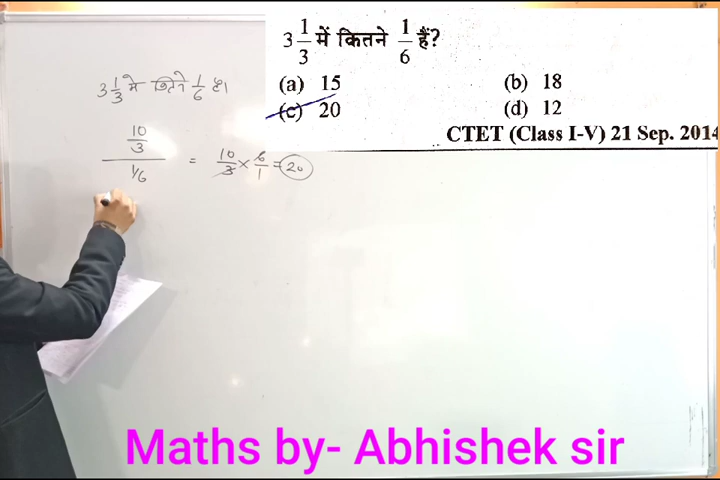 3 1/3 में कितने 1/6 हैं?
(a) 15 (b) 18
(c) 20 (d) 12
CTET (Class I-V) 21 Sep. 2014
3 1/3 मे कितने 1/6 है।
10/3 / 1/6 = 10/3 × 6/1 = 20
Maths by- Abhishek sir